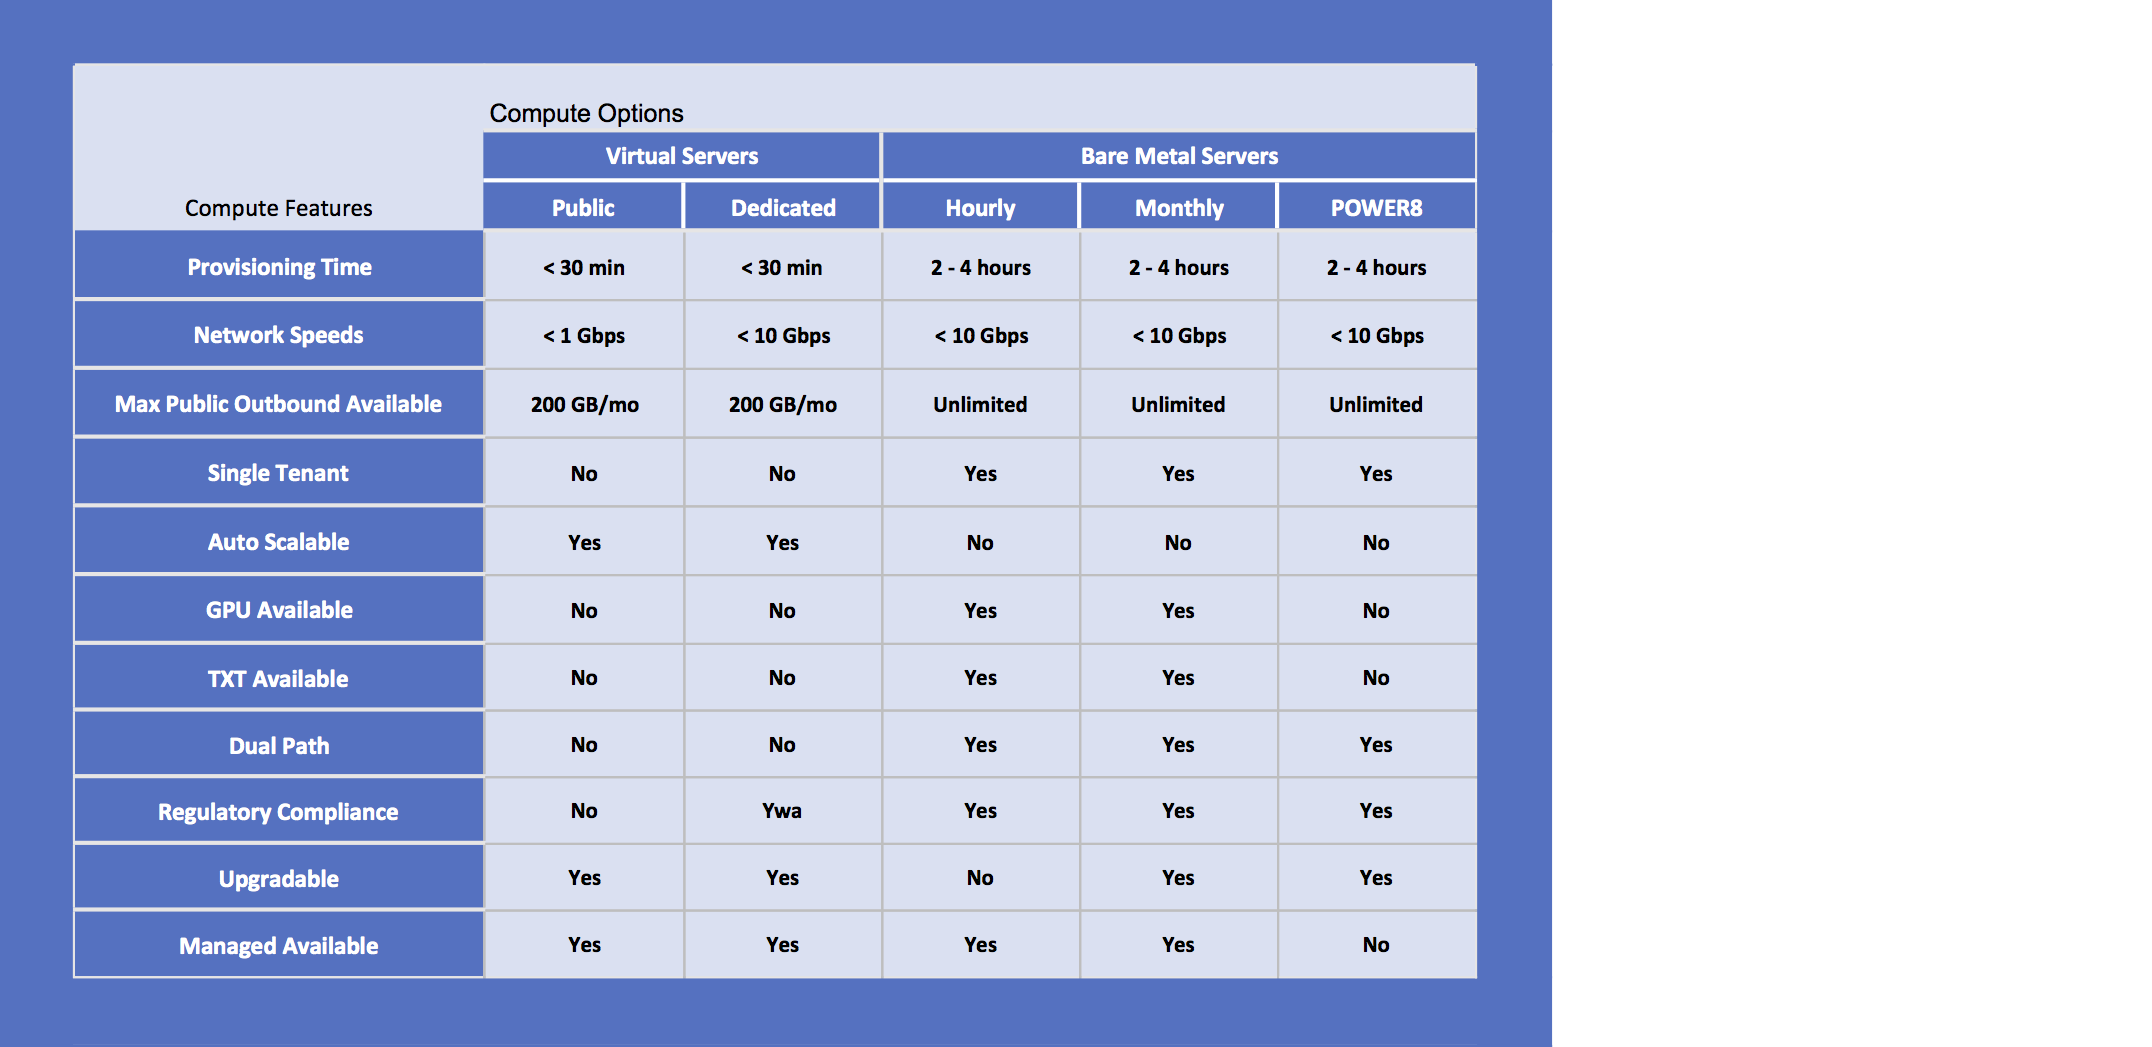 Compute Options
Virtual Servers Bare Metal Servers
Compute Features Public Dedicated Hourly Monthly POWER8
Provisioning Time < 30 min < 30 min 2 - 4 hours 2 - 4 hours 2 - 4 hours
Network Speeds < 1 Gbps < 10 Gbps < 10 Gbps < 10 Gbps < 10 Gbps
Max Public Outbound Available 200 GB/mo 200 GB/mo Unlimited Unlimited Unlimited
Single Tenant No No Yes Yes Yes
Auto Scalable Yes Yes No No No
GPU Available No No Yes Yes No
TXT Available No No Yes Yes No
Dual Path No No Yes Yes Yes
Regulatory Compliance No Ywa Yes Yes Yes
Upgradable Yes Yes No Yes Yes
Managed Available Yes Yes Yes Yes No